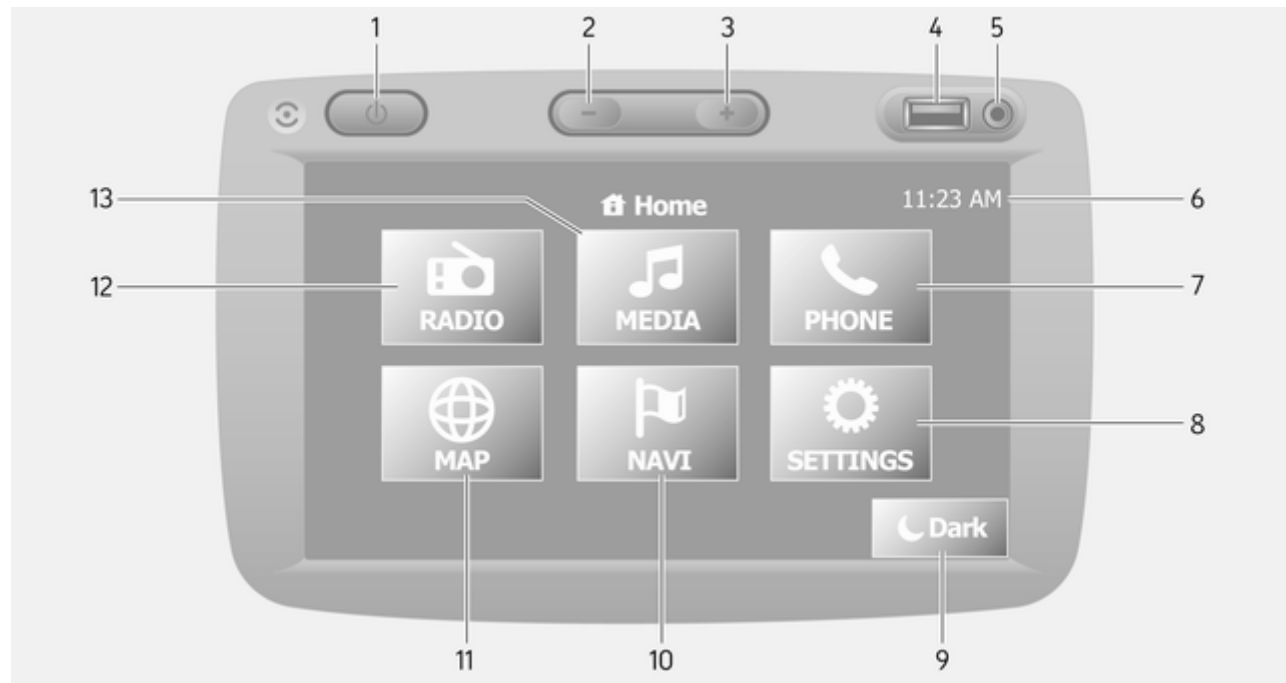 1 2 3 4 5
13 Home 11:23 AM 6
12 RADIO MEDIA PHONE 7
MAP NAVI SETTINGS 8
Dark
11 10 9